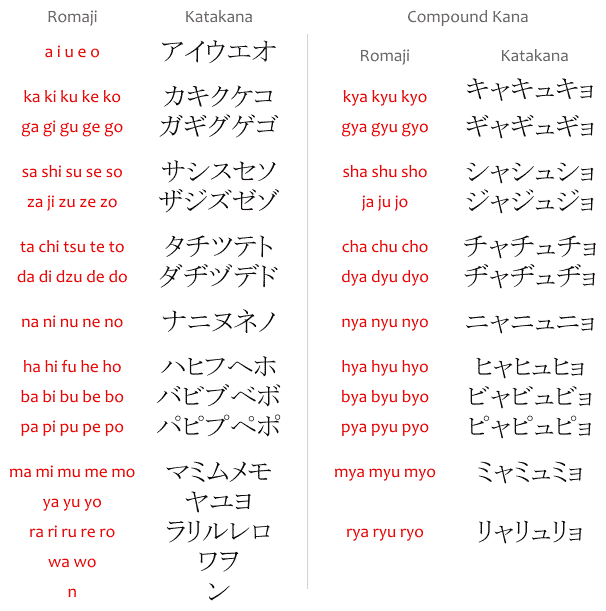 Romaji Katakana
a i u e o アイウエオ
ka ki ku ke ko カキクケコ
ga gi gu ge go ガギグゲゴ
sa shi su se so サシスセソ
za ji zu ze zo ザジズゼゾ
ta chi tsu te to タチツテト
da di dzu de do ダヂヅデド
na ni nu ne no ナニヌネノ
ha hi fu he ho ハヒフヘホ
ba bi bu be bo バビブベボ
pa pi pu pe po パピプペポ
ma mi mu me mo マミムメモ
ya yu yo ヤユヨ
ra ri ru re ro ラリルレロ
wa wo ワヲ
n ン
Compound Kana
Romaji Katakana
kya kyu kyo キャキュキョ
gya gyu gyo ギャギュギョ
sha shu sho シャシュショ
ja ju jo ジャジュジョ
cha chu cho チャチュチョ
dya dyu dyo ヂャヂュヂョ
nya nyu nyo ニャニュニョ
hya hyu hyo ヒャヒュヒョ
bya byu byo ビャビュビョ
pya pyu pyo ピャピュピョ
mya myu myo ミャミュミョ
rya ryu ryo リャリュリョ